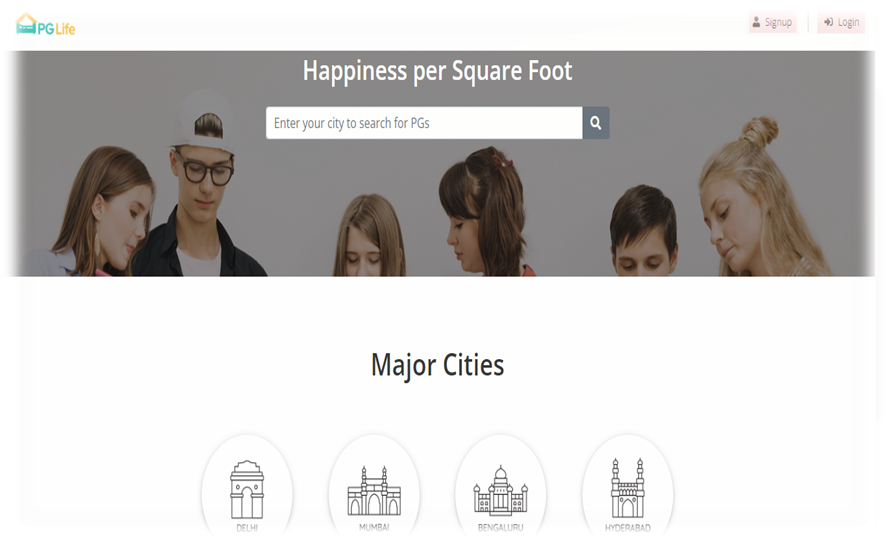 PG Life
Signup
Login
Happiness per Square Foot
Enter your city to search for PGs
Major Cities
DELHI
MUMBAI
BENGALURU
HYDERABAD